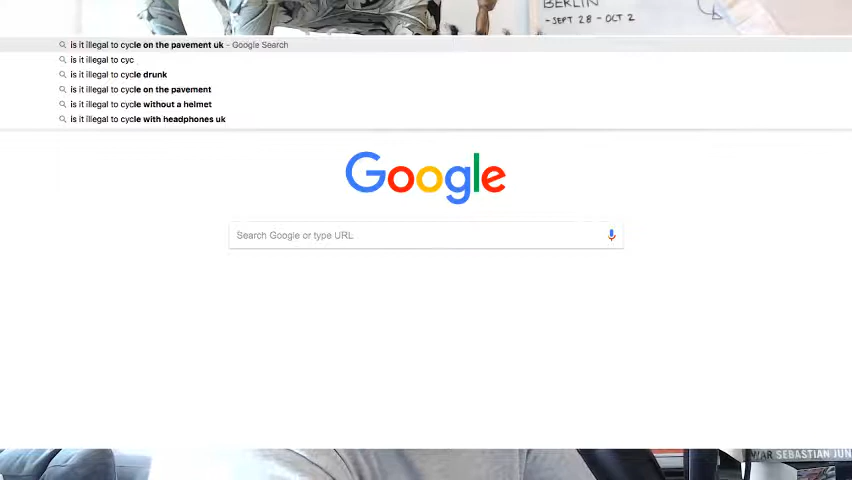 BERLIN
-SEPT 28 - OCT 2
is it illegal to cycle on the pavement uk - Google Search
is it illegal to cyc
is it illegal to cycle drunk
is it illegal to cycle on the pavement
is it illegal to cycle without a helmet
is it illegal to cycle with headphones uk
Google
Search Google or type URL
SEBASTIAN JUN